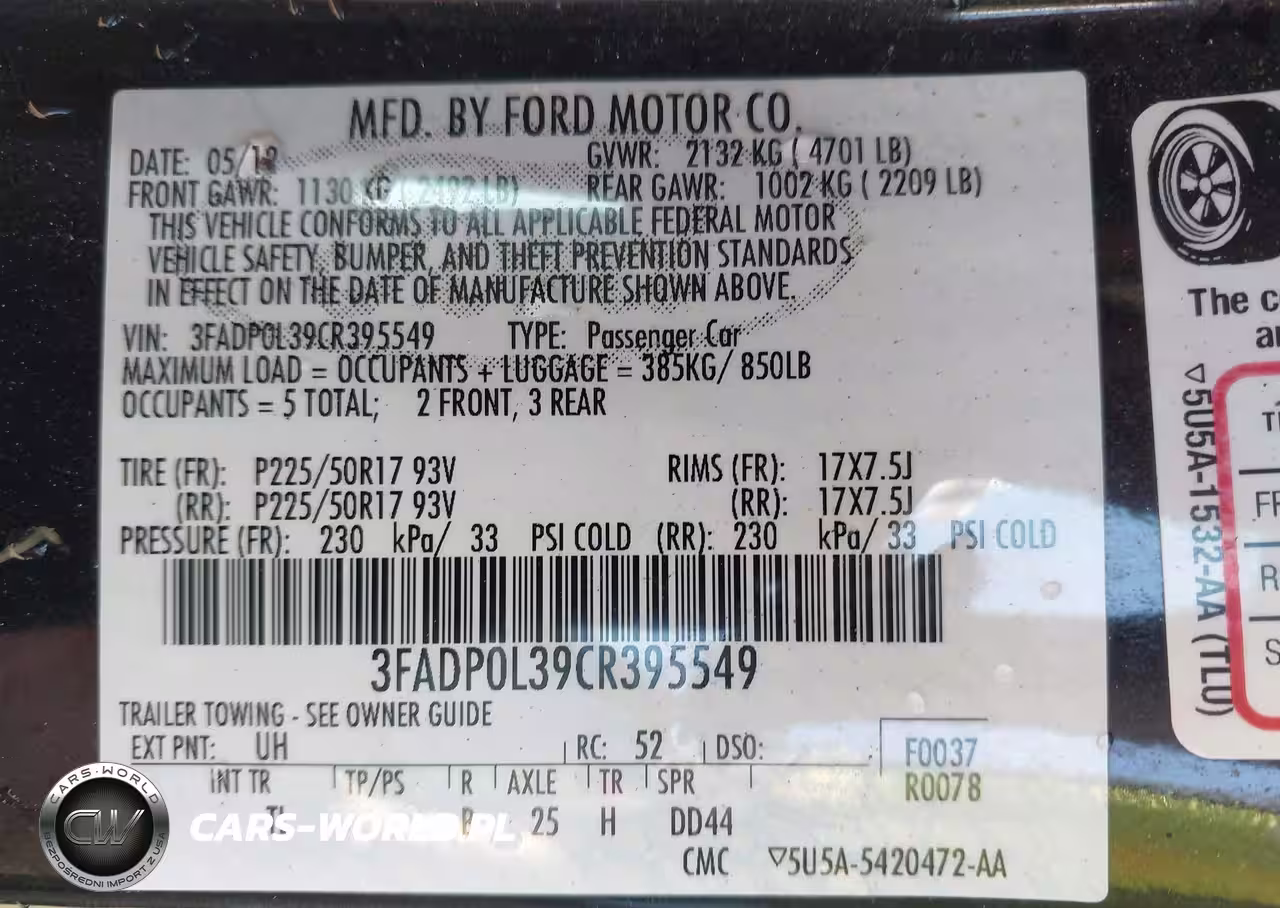 MFD. BY FORD MOTOR CO.
DATE: 05/12 GVWR: 2132 KG ( 4701 LB)
FRONT GAWR: 1130 KG ( 2492 LB) REAR GAWR: 1002 KG ( 2209 LB)
THIS VEHICLE CONFORMS TO ALL APPLICABLE FEDERAL MOTOR
VEHICLE SAFETY, BUMPER, AND THEFT PREVENTION STANDARDS
IN EFFECT ON THE DATE OF MANUFACTURE SHOWN ABOVE.
VIN: 3FADP0L39CR395549 TYPE: Passenger Car
MAXIMUM LOAD = OCCUPANTS + LUGGAGE = 385KG/ 850LB
OCCUPANTS = 5 TOTAL; 2 FRONT, 3 REAR
TIRE (FR): P225/50R17 93V RIMS (FR): 17X7.5J
(RR): P225/50R17 93V (RR): 17X7.5J
PRESSURE (FR): 230 kPa/ 33 PSI COLD (RR): 230 kPa/ 33 PSI COLD
3FADP0L39CR395549
TRAILER TOWING - SEE OWNER GUIDE
EXT PNT: UH RC: 52 DSO: F0037
INT TR TP/PS R AXLE TR SPR R0078
25 H DD44
CMC ▽5U5A-5420472-AA
The c
▽5U5A-1532-AA (TLU)
CARS-WORLD
CW
BEZPOŚREDNI IMPORT Z USA
CARS-WORLD.PL